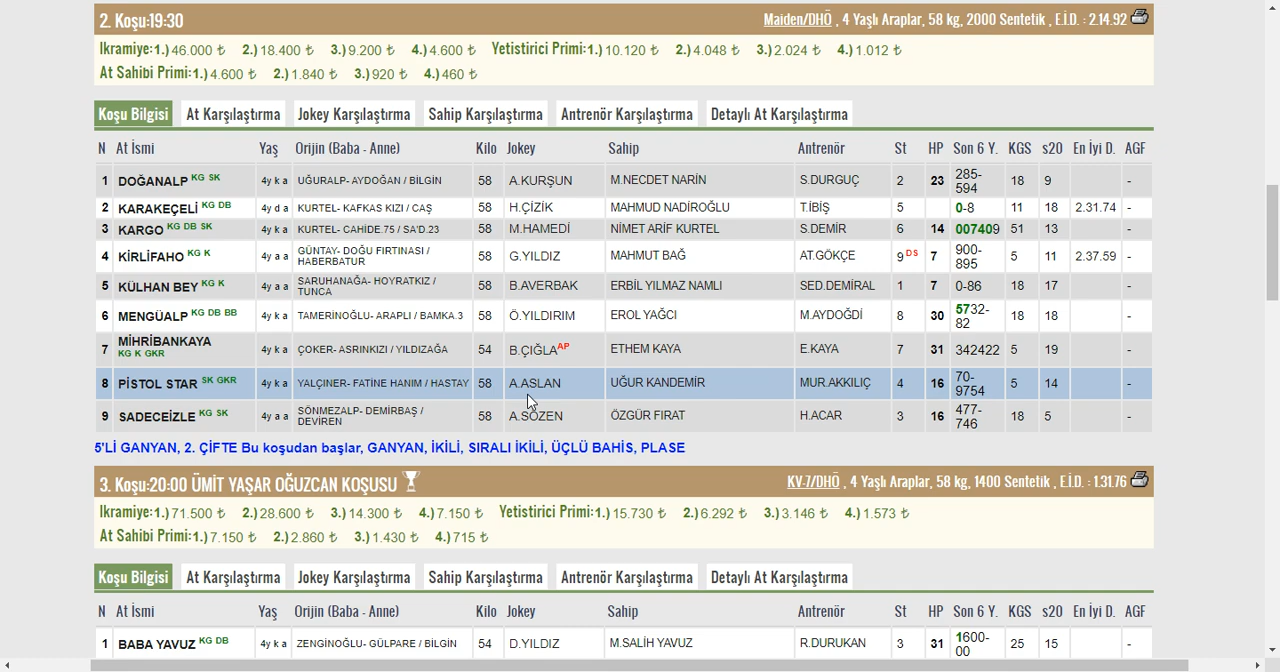 2. Koşu:19:30 Maiden/DHÖ , 4 Yaşlı Araplar, 58 kg, 2000 Sentetik , E.İ.D. : 2.14.92
Ikramiye:1.)46.000 ₺ 2.)18.400 ₺ 3.)9.200 ₺ 4.)4.600 ₺ Yetistirici Primi:1.) 10.120 ₺ 2.)4.048 ₺ 3.)2.024 ₺ 4.)1.012 ₺
At Sahibi Primi:1.)4.600 ₺ 2.)1.840 ₺ 3.)920 ₺ 4.)460 ₺
Koşu Bilgisi At Karşılaştırma Jokey Karşılaştırma Sahip Karşılaştırma Antrenör Karşılaştırma Detaylı At Karşılaştırma
N At İsmi Yaş Orijin (Baba - Anne) Kilo Jokey Sahip Antrenör St HP Son 6 Y. KGS s20 En İyi D. AGF
1 DOĞANALP KG SK 4y k a UĞURALP- AYDOĞAN / BİLGİN 58 A.KURŞUN M.NECDET NARİN S.DURGUÇ 2 23 285-594 18 9 -
2 KARAKEÇELİ KG DB 4y d a KURTEL- KAFKAS KIZI / CAŞ 58 H.ÇİZİK MAHMUD NADİROĞLU T.İBİŞ 5 0-8 11 18 2.31.74 -
3 KARGO KG DB SK 4y k a KURTEL- CAHİDE.75 / SA'D.23 58 M.HAMEDİ NİMET ARİF KURTEL S.DEMİR 6 14 007409 51 13 -
4 KİRLİFAHO KG K 4y a a GÜNTAY- DOĞU FIRTINASI / HABERBATUR 58 G.YILDIZ MAHMUT BAĞ AT.GÖKÇE 9 DS 7 900-895 5 11 2.37.59 -
5 KÜLHAN BEY KG K 4y a a SARUHANAĞA- HOYRATKIZ / TUNCA 58 B.AVERBAK ERBİL YILMAZ NAMLI SED.DEMİRAL 1 7 0-86 18 17 -
6 MENGÜALP KG DB BB 4y k a TAMERİNOĞLU- ARAPLI / BAMKA.3 58 Ö.YILDIRIM EROL YAĞCI M.AYDOĞDİ 8 30 5732-82 18 18 -
7 MİHRİBANKAYA KG K GKR 4y k a ÇOKER- ASRINKIZI / YILDIZAĞA 54 B.ÇIĞLA AP ETHEM KAYA E.KAYA 7 31 342422 5 19 -
8 PİSTOL STAR SK GKR 4y k a YALÇINER- FATİNE HANIM / HASTAY 58 A.ASLAN UĞUR KANDEMİR MUR.AKKILIÇ 4 16 70-9754 5 14 -
9 SADECEİZLE KG SK 4y a a SÖNMEZALP- DEMİRBAŞ / DEVİREN 58 A.SÖZEN ÖZGÜR FIRAT H.ACAR 3 16 477-746 18 5 -
5'Lİ GANYAN, 2. ÇİFTE Bu koşudan başlar, GANYAN, İKİLİ, SIRALI İKİLİ, ÜÇLÜ BAHİS, PLASE
3. Koşu:20:00 ÜMİT YAŞAR OĞUZCAN KOŞUSU KV-7/DHÖ , 4 Yaşlı Araplar, 58 kg, 1400 Sentetik , E.İ.D. : 1.31.76
Ikramiye:1.)71.500 ₺ 2.)28.600 ₺ 3.)14.300 ₺ 4.)7.150 ₺ Yetistirici Primi:1.) 15.730 ₺ 2.)6.292 ₺ 3.)3.146 ₺ 4.)1.573 ₺
At Sahibi Primi:1.)7.150 ₺ 2.)2.860 ₺ 3.)1.430 ₺ 4.)715 ₺
Koşu Bilgisi At Karşılaştırma Jokey Karşılaştırma Sahip Karşılaştırma Antrenör Karşılaştırma Detaylı At Karşılaştırma
N At İsmi Yaş Orijin (Baba - Anne) Kilo Jokey Sahip Antrenör St HP Son 6 Y. KGS s20 En İyi D. AGF
1 BABA YAVUZ KG DB 4y k a ZENGİNOĞLU- GÜLPARE / BİLGİN 54 D.YILDIZ M.SALİH YAVUZ R.DURUKAN 3 31 1600-00 25 15 -